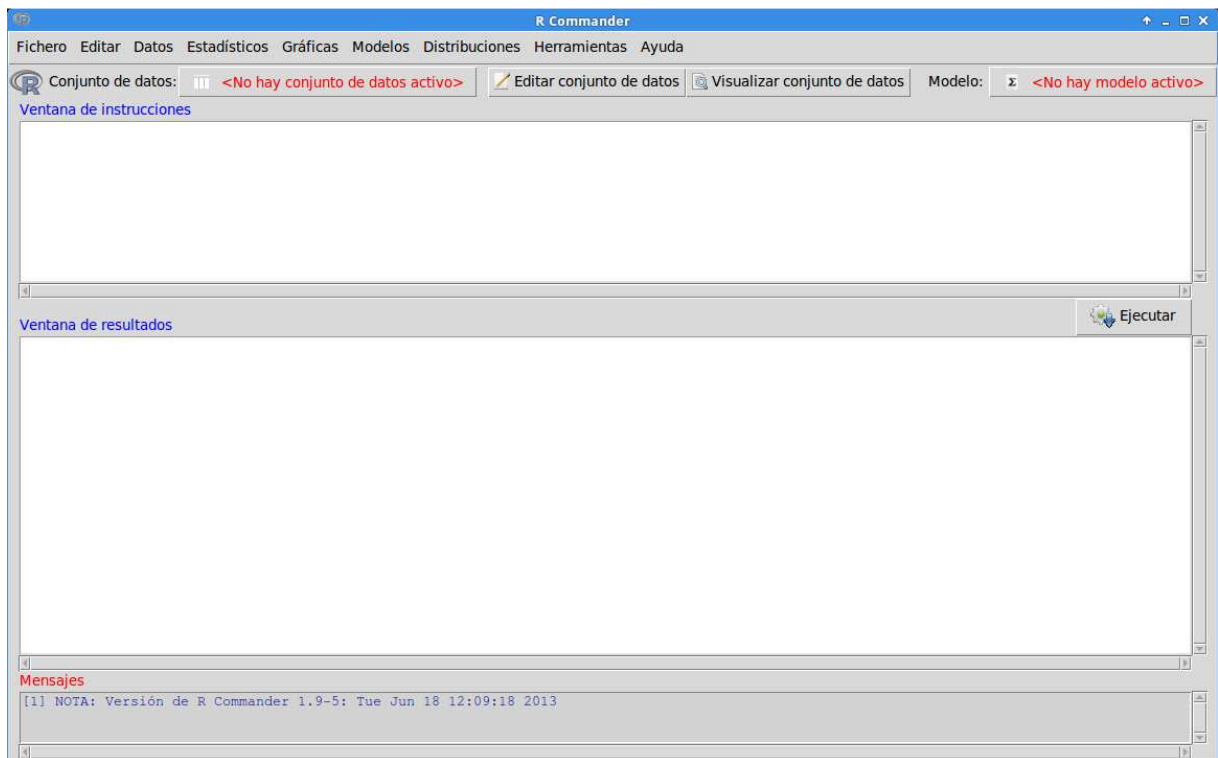 R Commander
Fichero Editar Datos Estadísticos Gráficas Modelos Distribuciones Herramientas Ayuda
R Conjunto de datos: <No hay conjunto de datos activo> Editar conjunto de datos Visualizar conjunto de datos Modelo: Σ <No hay modelo activo>
Ventana de instrucciones
Ejecutar
Ventana de resultados
Mensajes
[1] NOTA: Versión de R Commander 1.9-5: Tue Jun 18 12:09:18 2013